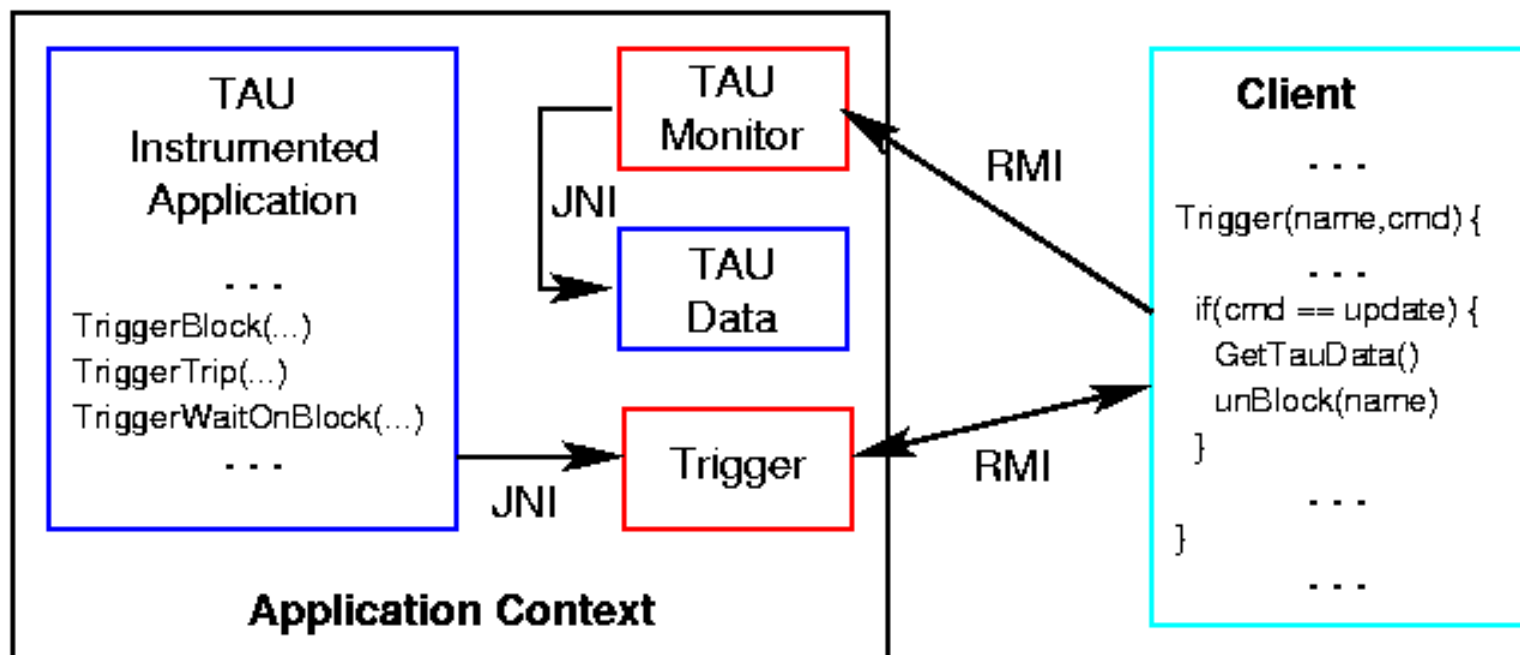 TAU
Instrumented
Application
. . .
TriggerBlock(...)
TriggerTrip(...)
TriggerWaitOnBlock(...)
. . .
TAU
Monitor
JNI
TAU
Data
JNI
Trigger
Application Context
RMI
RMI
Client
. . .
Trigger(name,cmd) {
. . .
if(cmd == update) {
GetTauData()
unBlock(name)
}
. . .
}
. . .